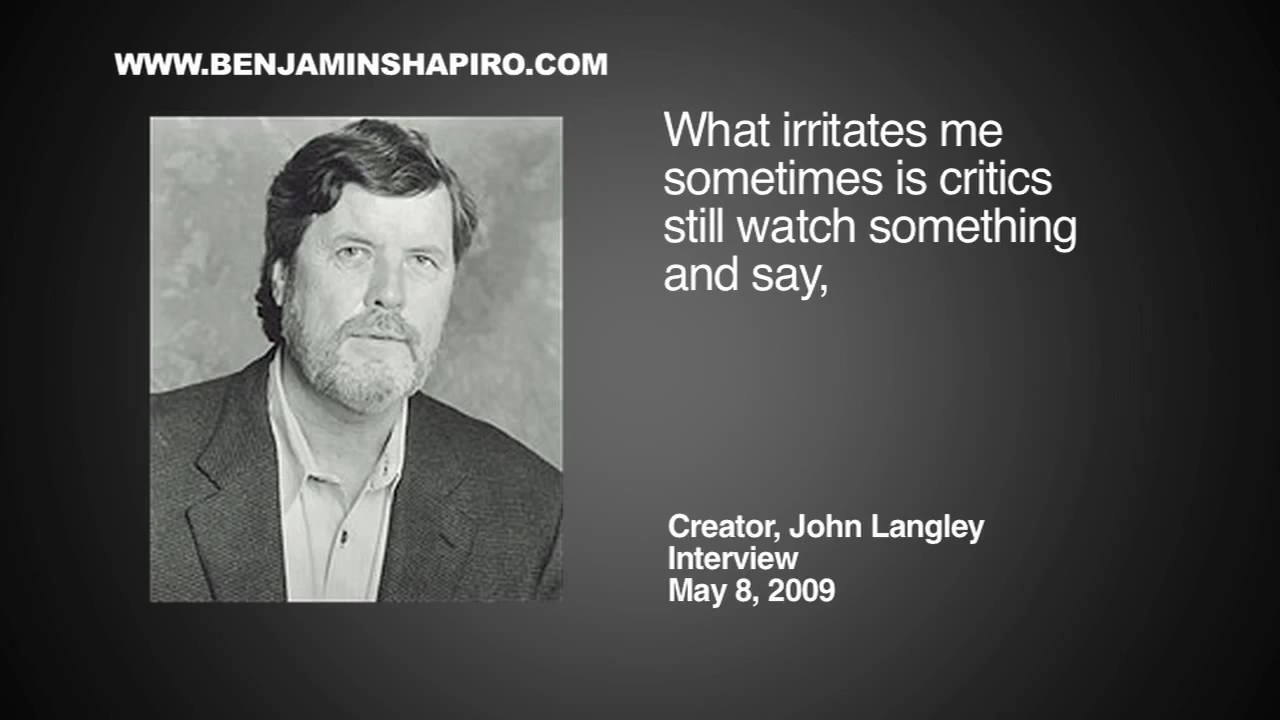 WWW.BENJAMINSHAPIRO.COM
What irritates me
sometimes is critics
still watch something
and say,
Creator, John Langley
Interview
May 8, 2009